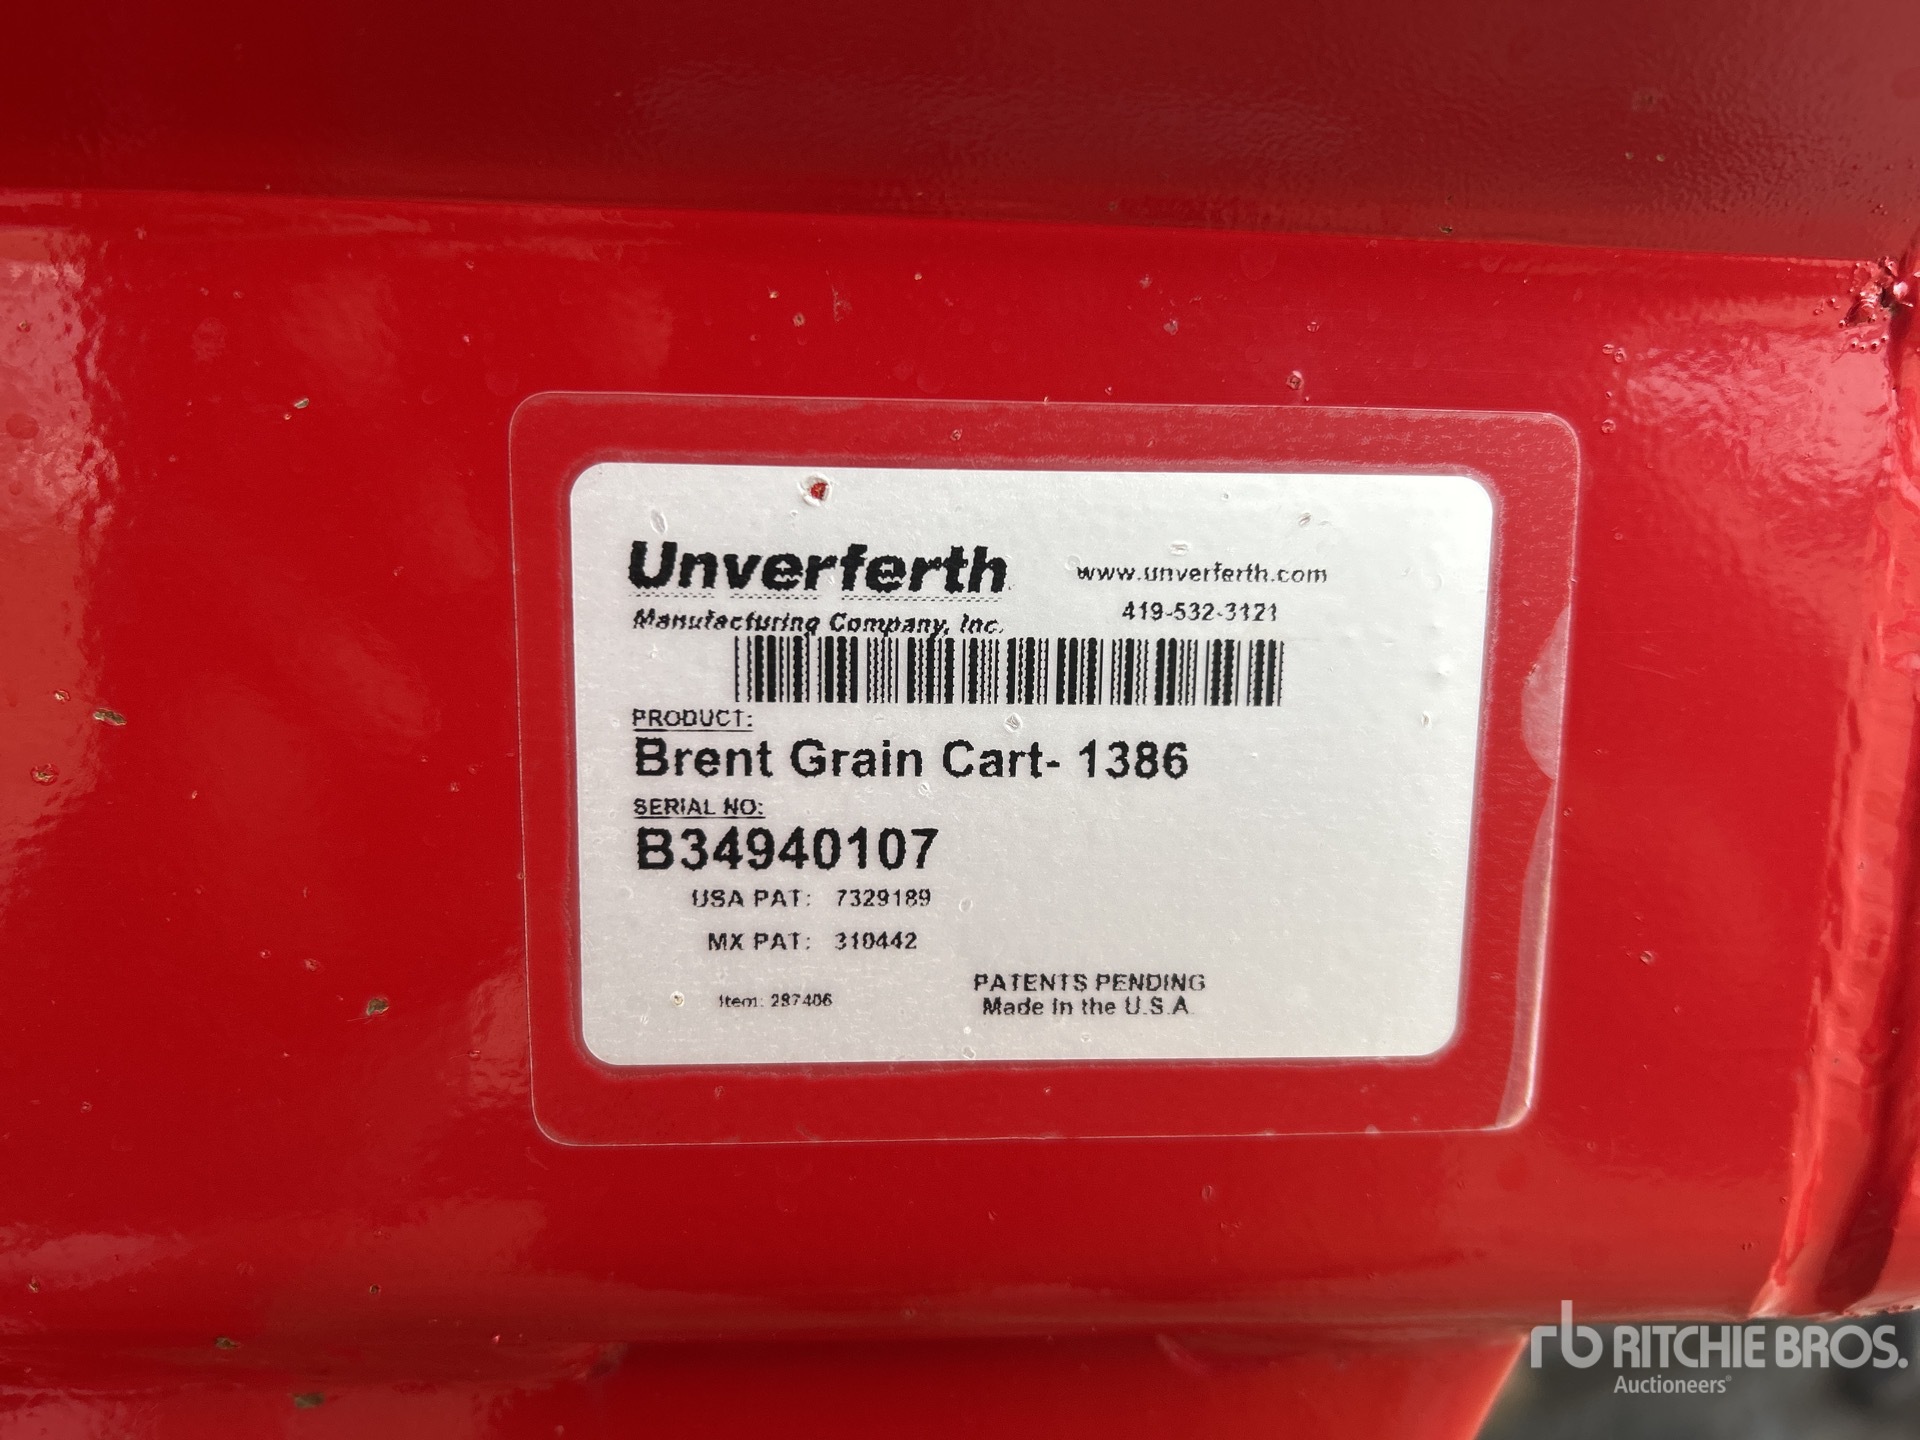 Unverferth
Manufacturing Company, Inc.
www.unverferth.com
419-532-3121
PRODUCT:
Brent Grain Cart- 1386
SERIAL NO:
B34940107
USA PAT: 7329189
MX PAT: 310442
Item: 287406
PATENTS PENDING
Made in the U.S.A.
rb RITCHIE BROS.
Auctioneers